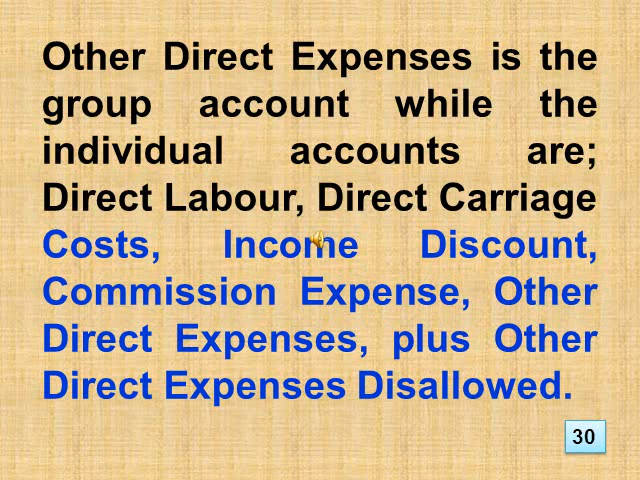 Other Direct Expenses is the
group account while the
individual accounts are;
Direct Labour, Direct Carriage
Costs, Income Discount,
Commission Expense, Other
Direct Expenses, plus Other
Direct Expenses Disallowed.
30